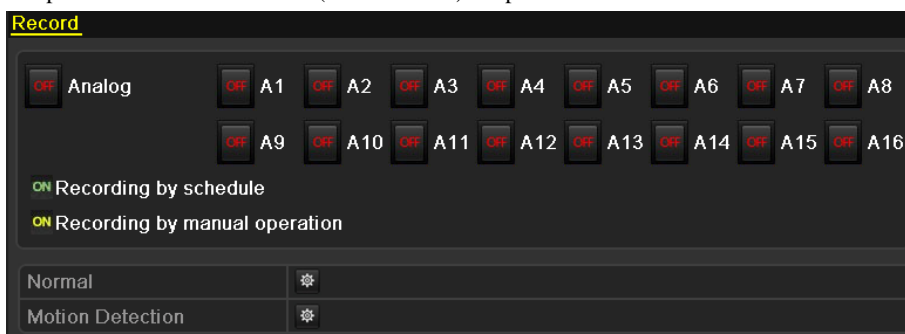 Record
OFF Analog OFF A1 OFF A2 OFF A3 OFF A4 OFF A5 OFF A6 OFF A7 OFF A8
OFF A9 OFF A10 OFF A11 OFF A12 OFF A13 OFF A14 OFF A15 OFF A16
ON Recording by schedule
ON Recording by manual operation
Normal
Motion Detection